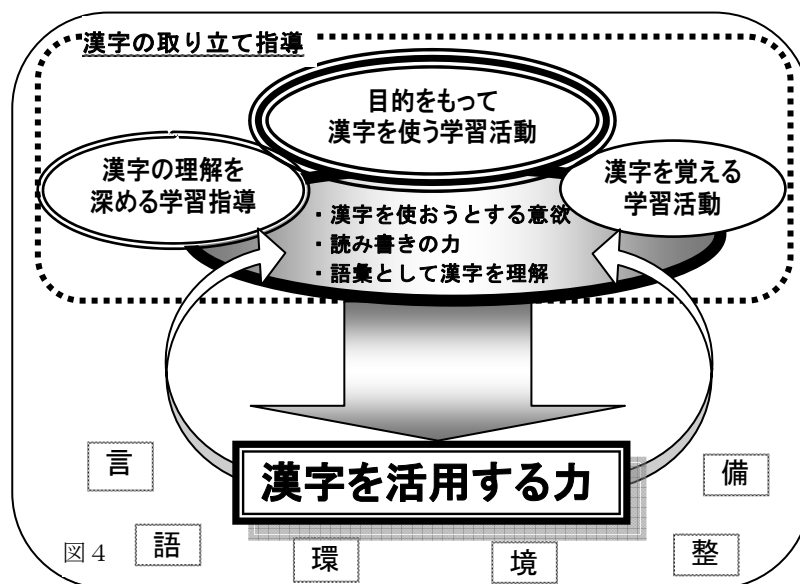 漢字の取り立て指導
目的をもって
漢字を使う学習活動
漢字の理解を
深める学習指導
漢字を覚える
学習活動
・漢字を使おうとする意欲
・読み書きの力
・語彙として漢字を理解
漢字を活用する力
言
語
環
境
整
備
図4